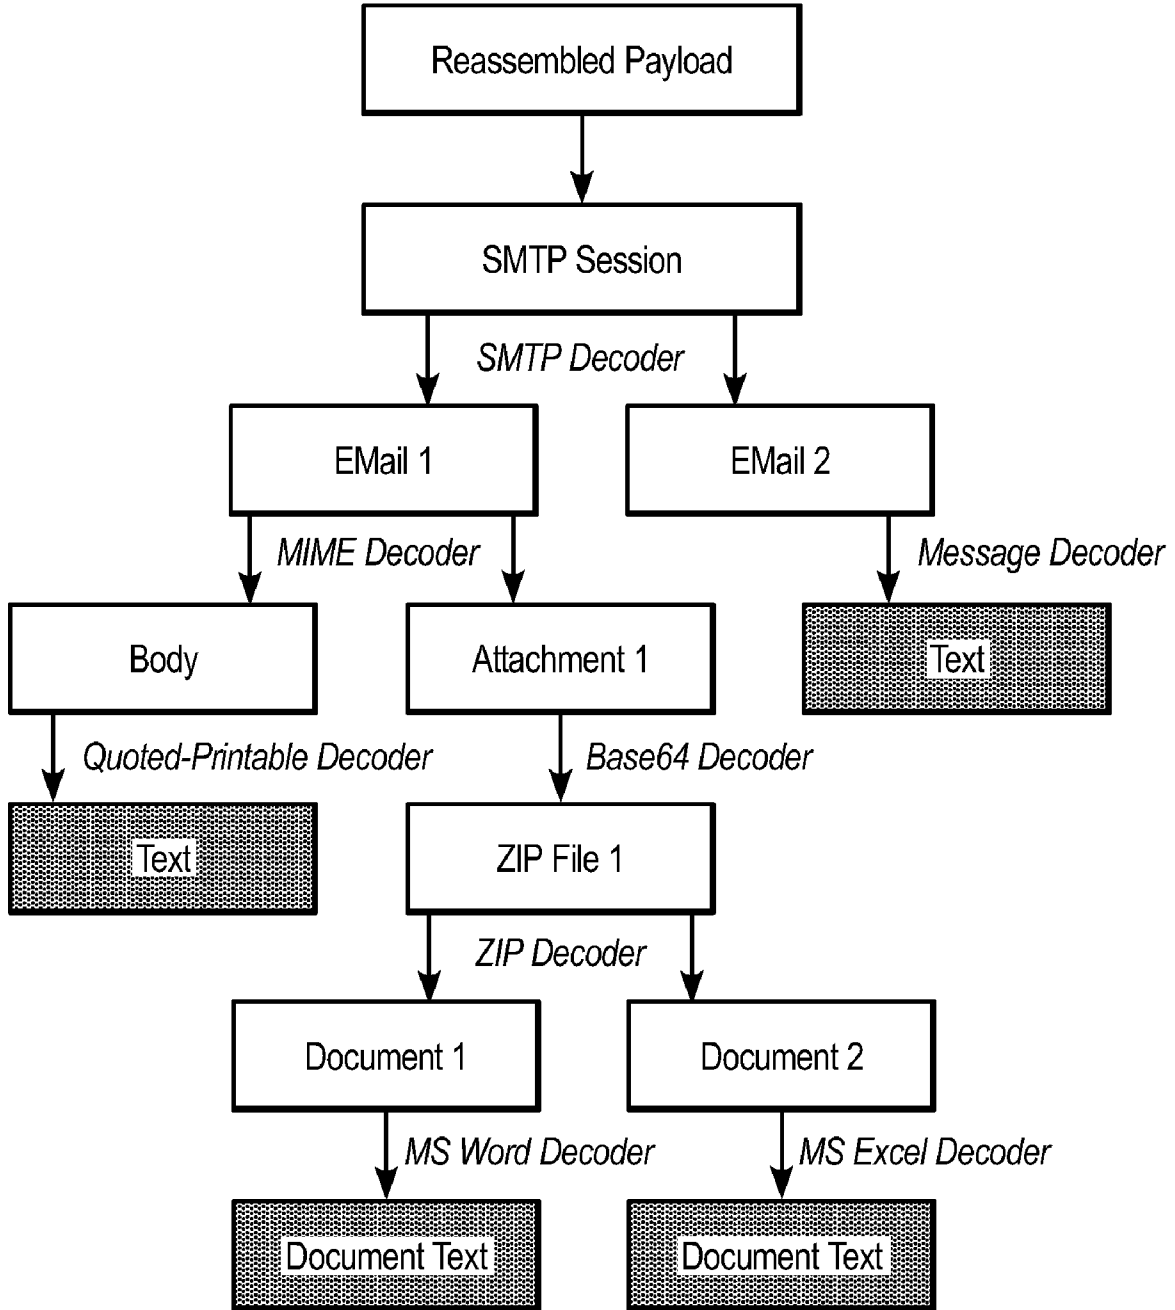 Reassembled Payload
SMTP Session
SMTP Decoder
EMail 1
EMail 2
MIME Decoder
Message Decoder
Body
Attachment 1
Text
Quoted-Printable Decoder
Base64 Decoder
Text
ZIP File 1
ZIP Decoder
Document 1
Document 2
MS Word Decoder
MS Excel Decoder
Document Text
Document Text